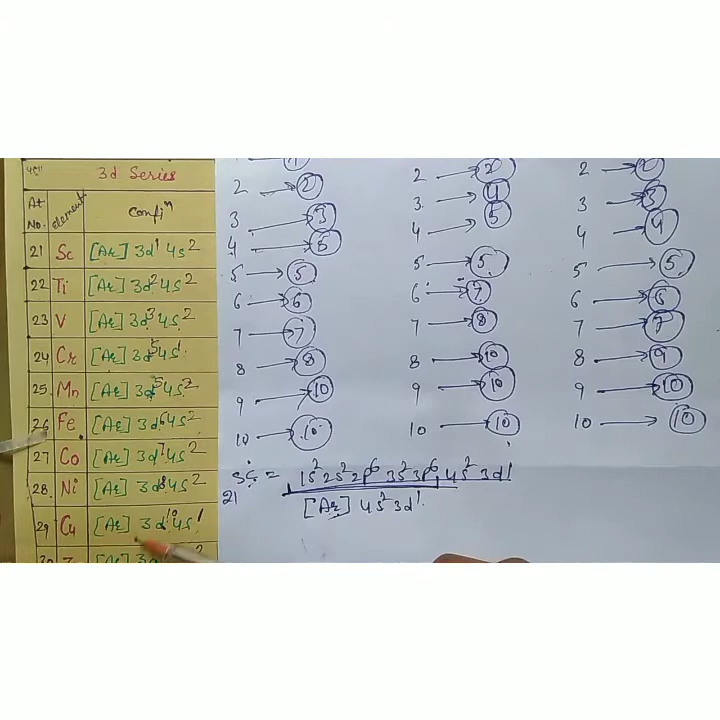 3d Series
At No. Element Confiⁿ
21 Sc [Ar] 3d¹ 4s²
22 Ti [Ar] 3d² 4s²
23 V [Ar] 3d³ 4s²
24 Cr [Ar] 3d⁵ 4s¹
25 Mn [Ar] 3d⁵ 4s²
26 Fe [Ar] 3d⁶ 4s²
27 Co [Ar] 3d⁷ 4s²
28 Ni [Ar] 3d⁸ 4s²
29 Cu [Ar] 3d¹⁰ 4s¹
30 [Ar] 3d
2 → 2
3 → 3
4 → 5
5 → 5
6 → 6
7 → 7
8 → 8
9 → 10
10 → 10
2 → 2
3 → 4
4 → 5
5 → 5
6 → 7
7 → 8
8 → 10
9 → 10
10 → 10
2 →
3 → 3
4 → 4
5 → 5
6 →
7 → 7
8 → 9
9 → 10
10 → 10
Sc = 1s² 2s² 2p⁶ 3s² 3p⁶, 4s² 3d¹
21
[Ar] 4s² 3d¹